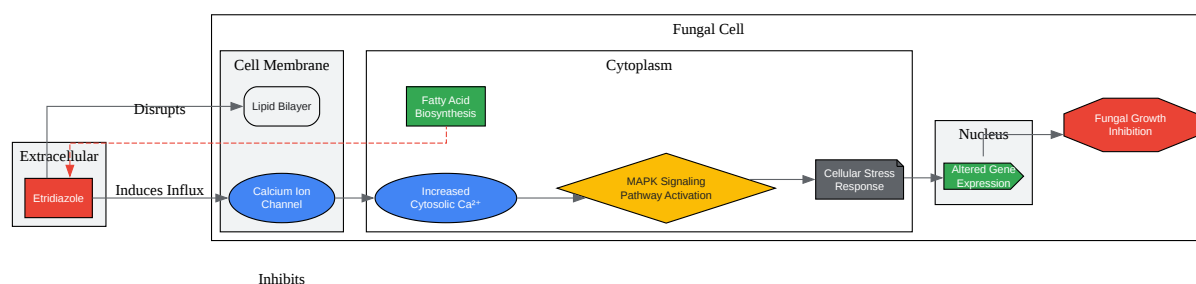 Fungal Cell
Cell Membrane
Cytoplasm
Lipid Bilayer
Fatty Acid
Biosynthesis
Disrupts
Extracellular
Etridiazole
Induces Influx
Calcium Ion
Channel
Increased
Cytosolic Ca²⁺
MAPK Signaling
Pathway Activation
Cellular Stress
Response
Nucleus
Altered Gene
Expression
Fungal Growth
Inhibition
Inhibits